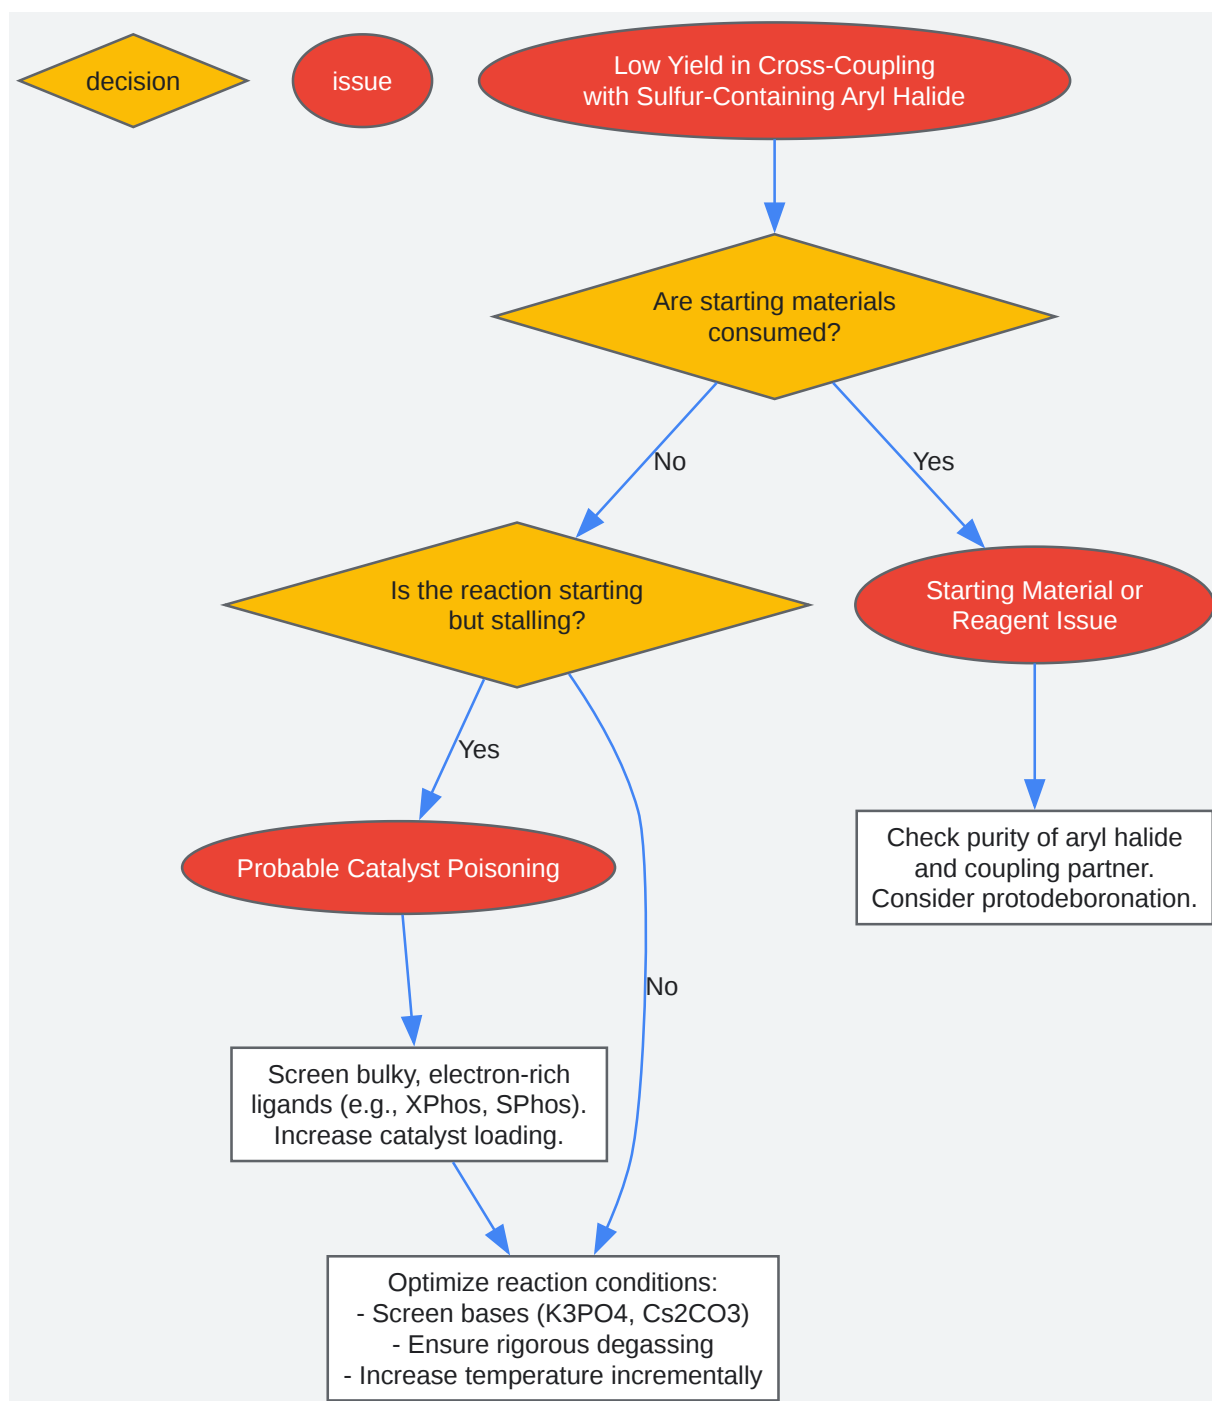 decision
issue
Low Yield in Cross-Coupling
with Sulfur-Containing Aryl Halide
Are starting materials
consumed?
No
Yes
Is the reaction starting
but stalling?
Starting Material or
Reagent Issue
Yes
Probable Catalyst Poisoning
Check purity of aryl halide
and coupling partner.
Consider protodeboronation.
No
Screen bulky, electron-rich
ligands (e.g., XPhos, SPhos).
Increase catalyst loading.
Optimize reaction conditions:
- Screen bases (K3PO4, Cs2CO3)
- Ensure rigorous degassing
- Increase temperature incrementally